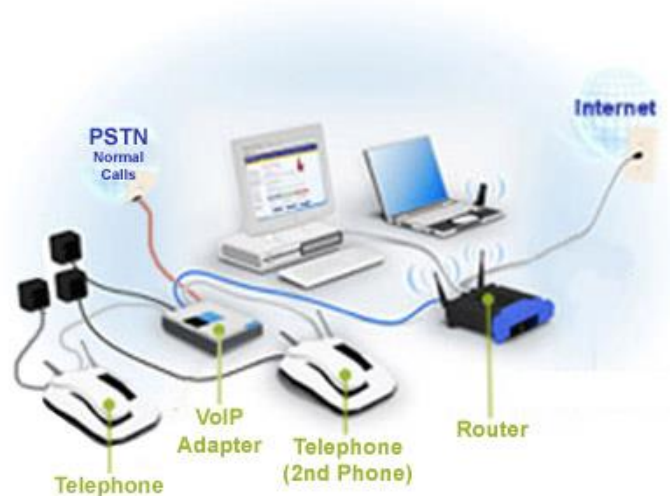 Internet
PSTN
Normal
Calls
VoIP
Adapter
Telephone
(2nd Phone)
Router
Telephone